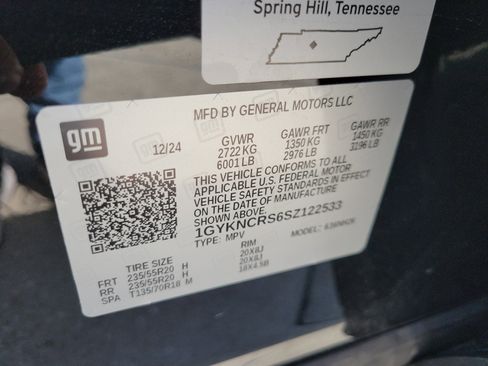 Spring Hill, Tennessee
gm
MFD BY GENERAL MOTORS LLC
12/24
GVWR
2722 KG
6001 LB
GAWR FRT
1350 KG
2976 LB
GAWR RR
1450 KG
3196 LB
THIS VEHICLE CONFORMS TO ALL
APPLICABLE U.S. FEDERAL MOTOR
VEHICLE SAFETY STANDARDS IN EFFECT
ON THE DATE OF MANUFACTURE
SHOWN ABOVE.
1GYKNCRS6SZ122533
TYPE: MPV
TIRE SIZE
RIM
FRT 235/55R20 H 20X8J
RR 235/55R20 H 20X8J
SPA T135/70R18 M 18X4.5B